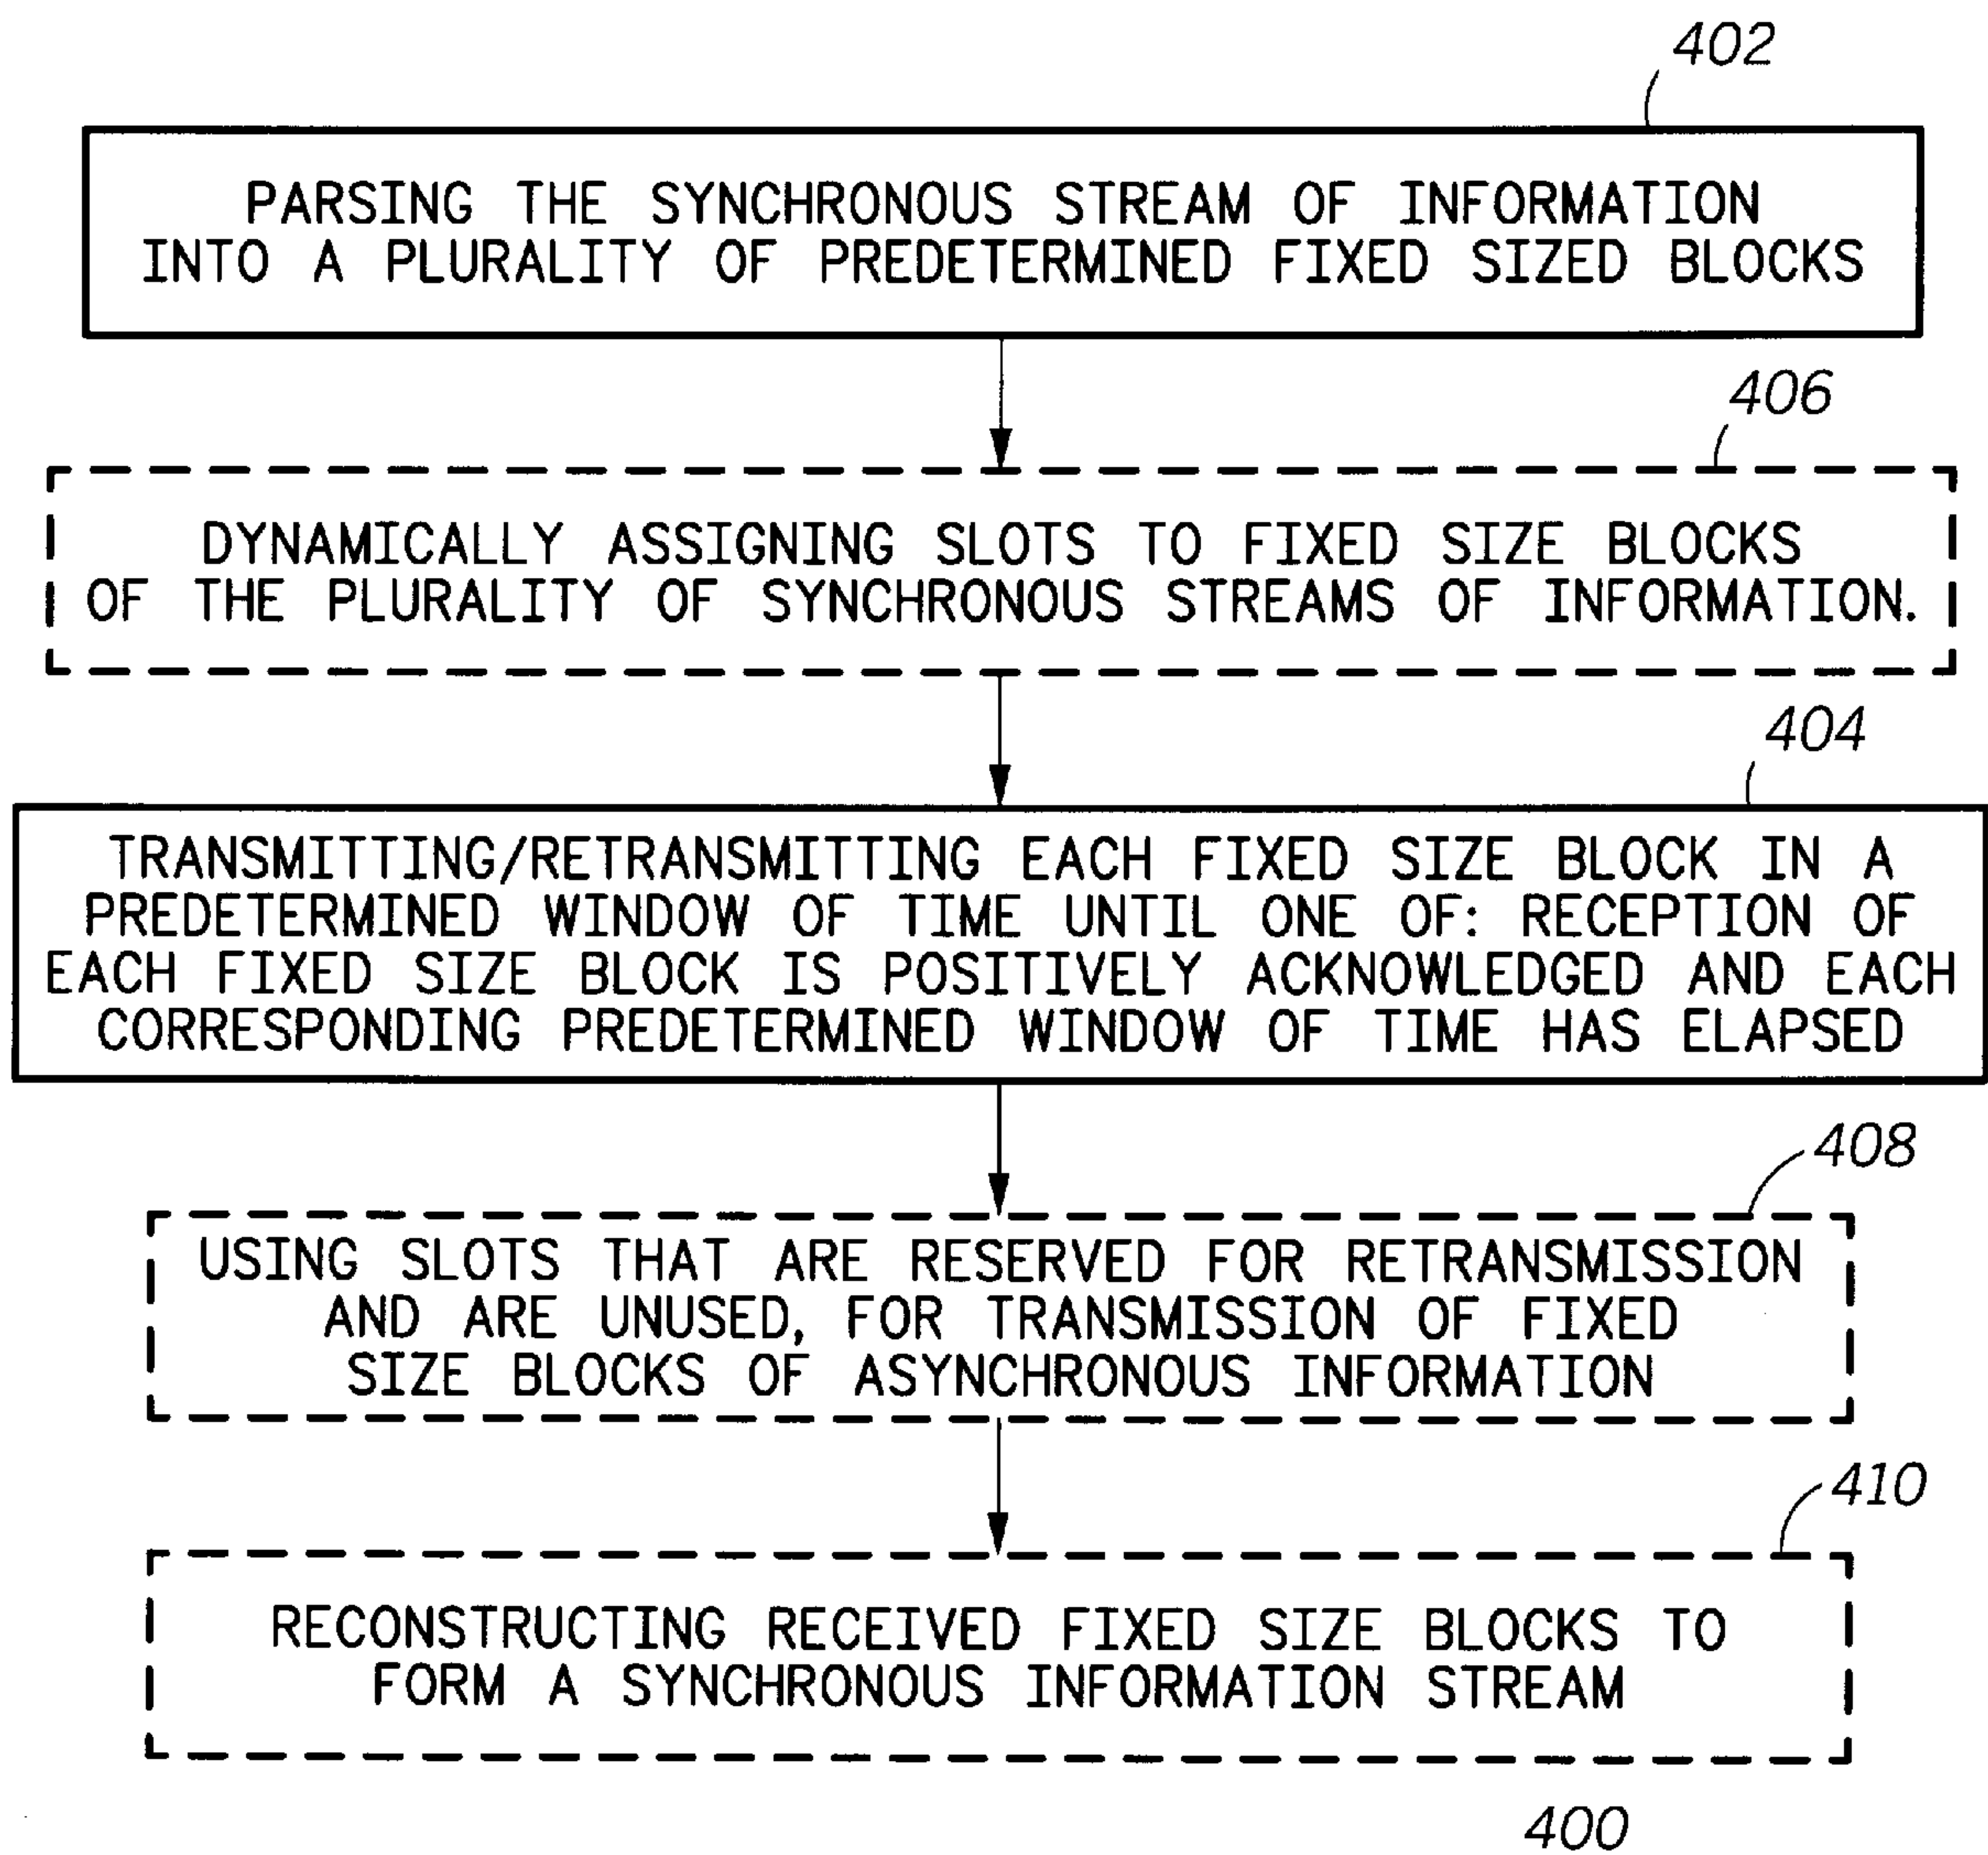 402
PARSING THE SYNCHRONOUS STREAM OF INFORMATION
INTO A PLURALITY OF PREDETERMINED FIXED SIZED BLOCKS
406
DYNAMICALLY ASSIGNING SLOTS TO FIXED SIZE BLOCKS
OF THE PLURALITY OF SYNCHRONOUS STREAMS OF INFORMATION.
404
TRANSMITTING/RETRANSMITTING EACH FIXED SIZE BLOCK IN A
PREDETERMINED WINDOW OF TIME UNTIL ONE OF: RECEPTION OF
EACH FIXED SIZE BLOCK IS POSITIVELY ACKNOWLEDGED AND EACH
CORRESPONDING PREDETERMINED WINDOW OF TIME HAS ELAPSED
408
USING SLOTS THAT ARE RESERVED FOR RETRANSMISSION
AND ARE UNUSED, FOR TRANSMISSION OF FIXED
SIZE BLOCKS OF ASYNCHRONOUS INFORMATION
410
RECONSTRUCTING RECEIVED FIXED SIZE BLOCKS TO
FORM A SYNCHRONOUS INFORMATION STREAM
400